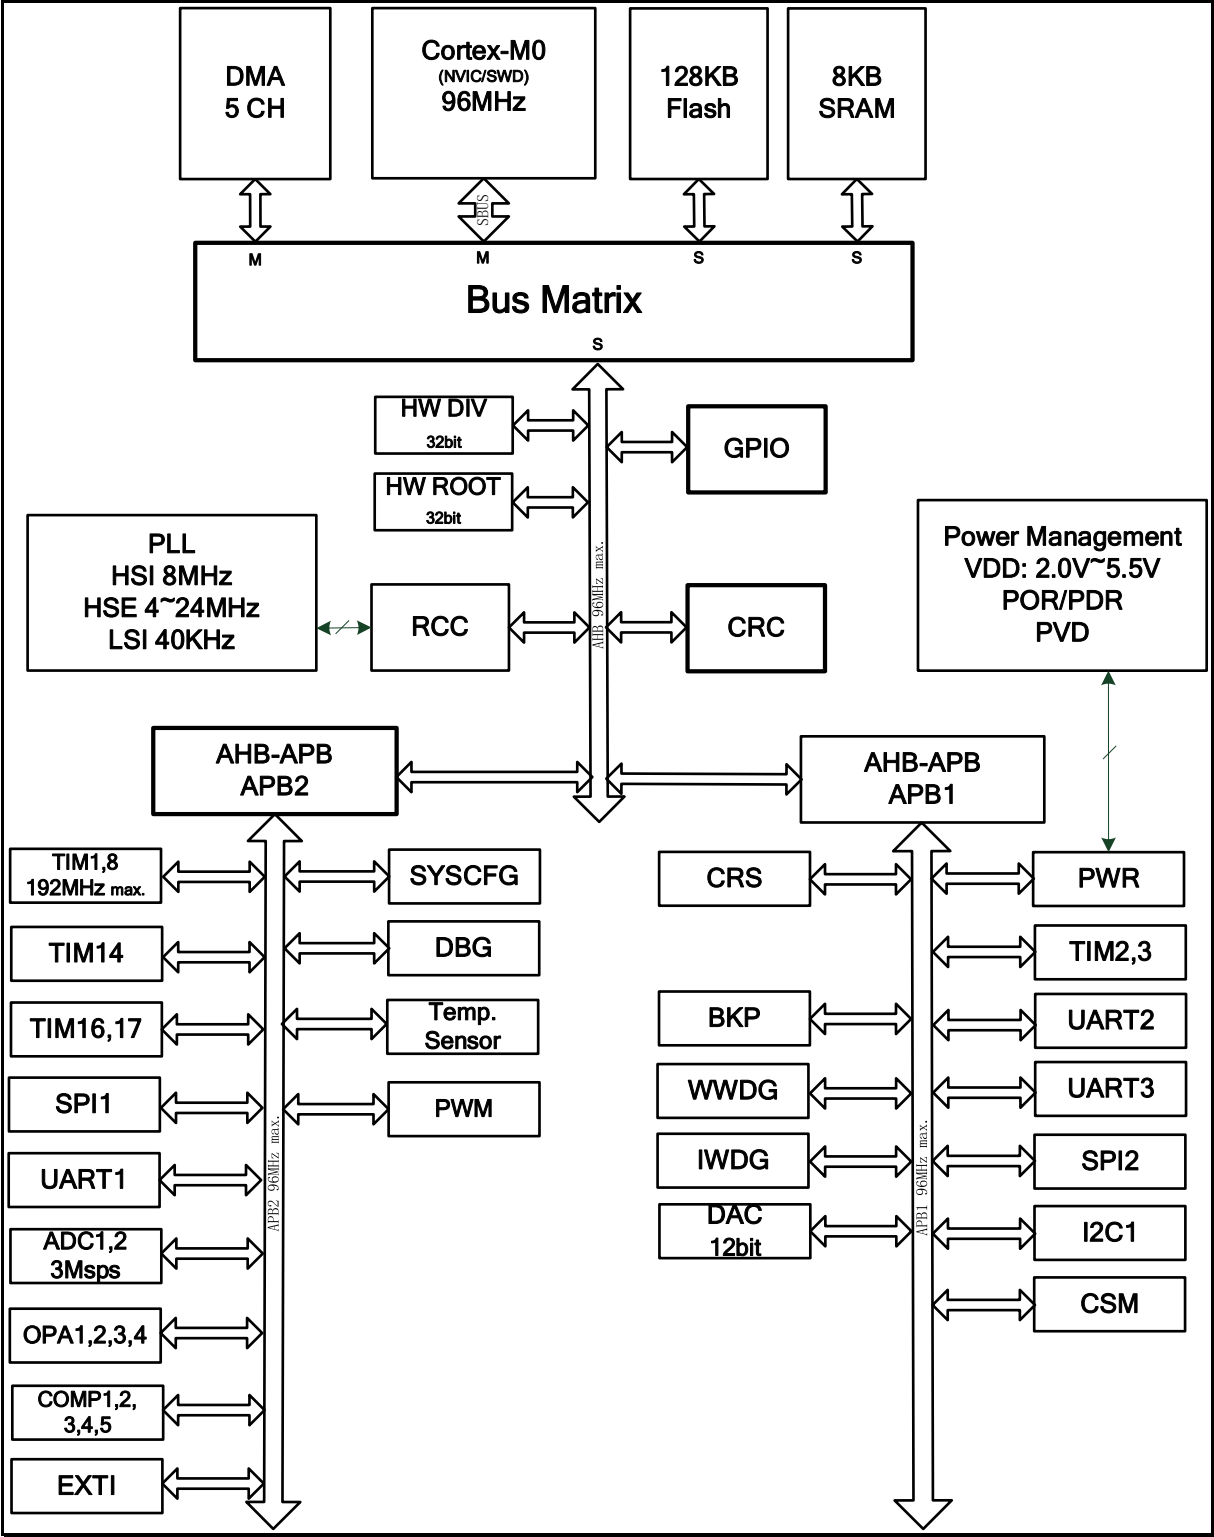 DMA
5 CH
Cortex-M0
(NVIC/SWD)
96MHz
128KB
Flash
8KB
SRAM
SBUS
M
M
S
S
Bus Matrix
S
HW DIV
32bit
GPIO
HW ROOT
32bit
PLL
HSI 8MHz
HSE 4~24MHz
LSI 40KHz
RCC
AHB 96MHz max.
CRC
Power Management
VDD: 2.0V~5.5V
POR/PDR
PVD
AHB-APB
APB2
AHB-APB
APB1
TIM1,8
192MHz max.
SYSCFG
TIM14
DBG
TIM16,17
Temp.
Sensor
SPI1
PWM
UART1
APB2 96MHz max.
ADC1,2
3Msps
OPA1,2,3,4
COMP1,2,
3,4,5
EXTI
CRS
PWR
TIM2,3
BKP
UART2
WWDG
UART3
IWDG
SPI2
APB1 96MHz max.
DAC
12bit
I2C1
CSM